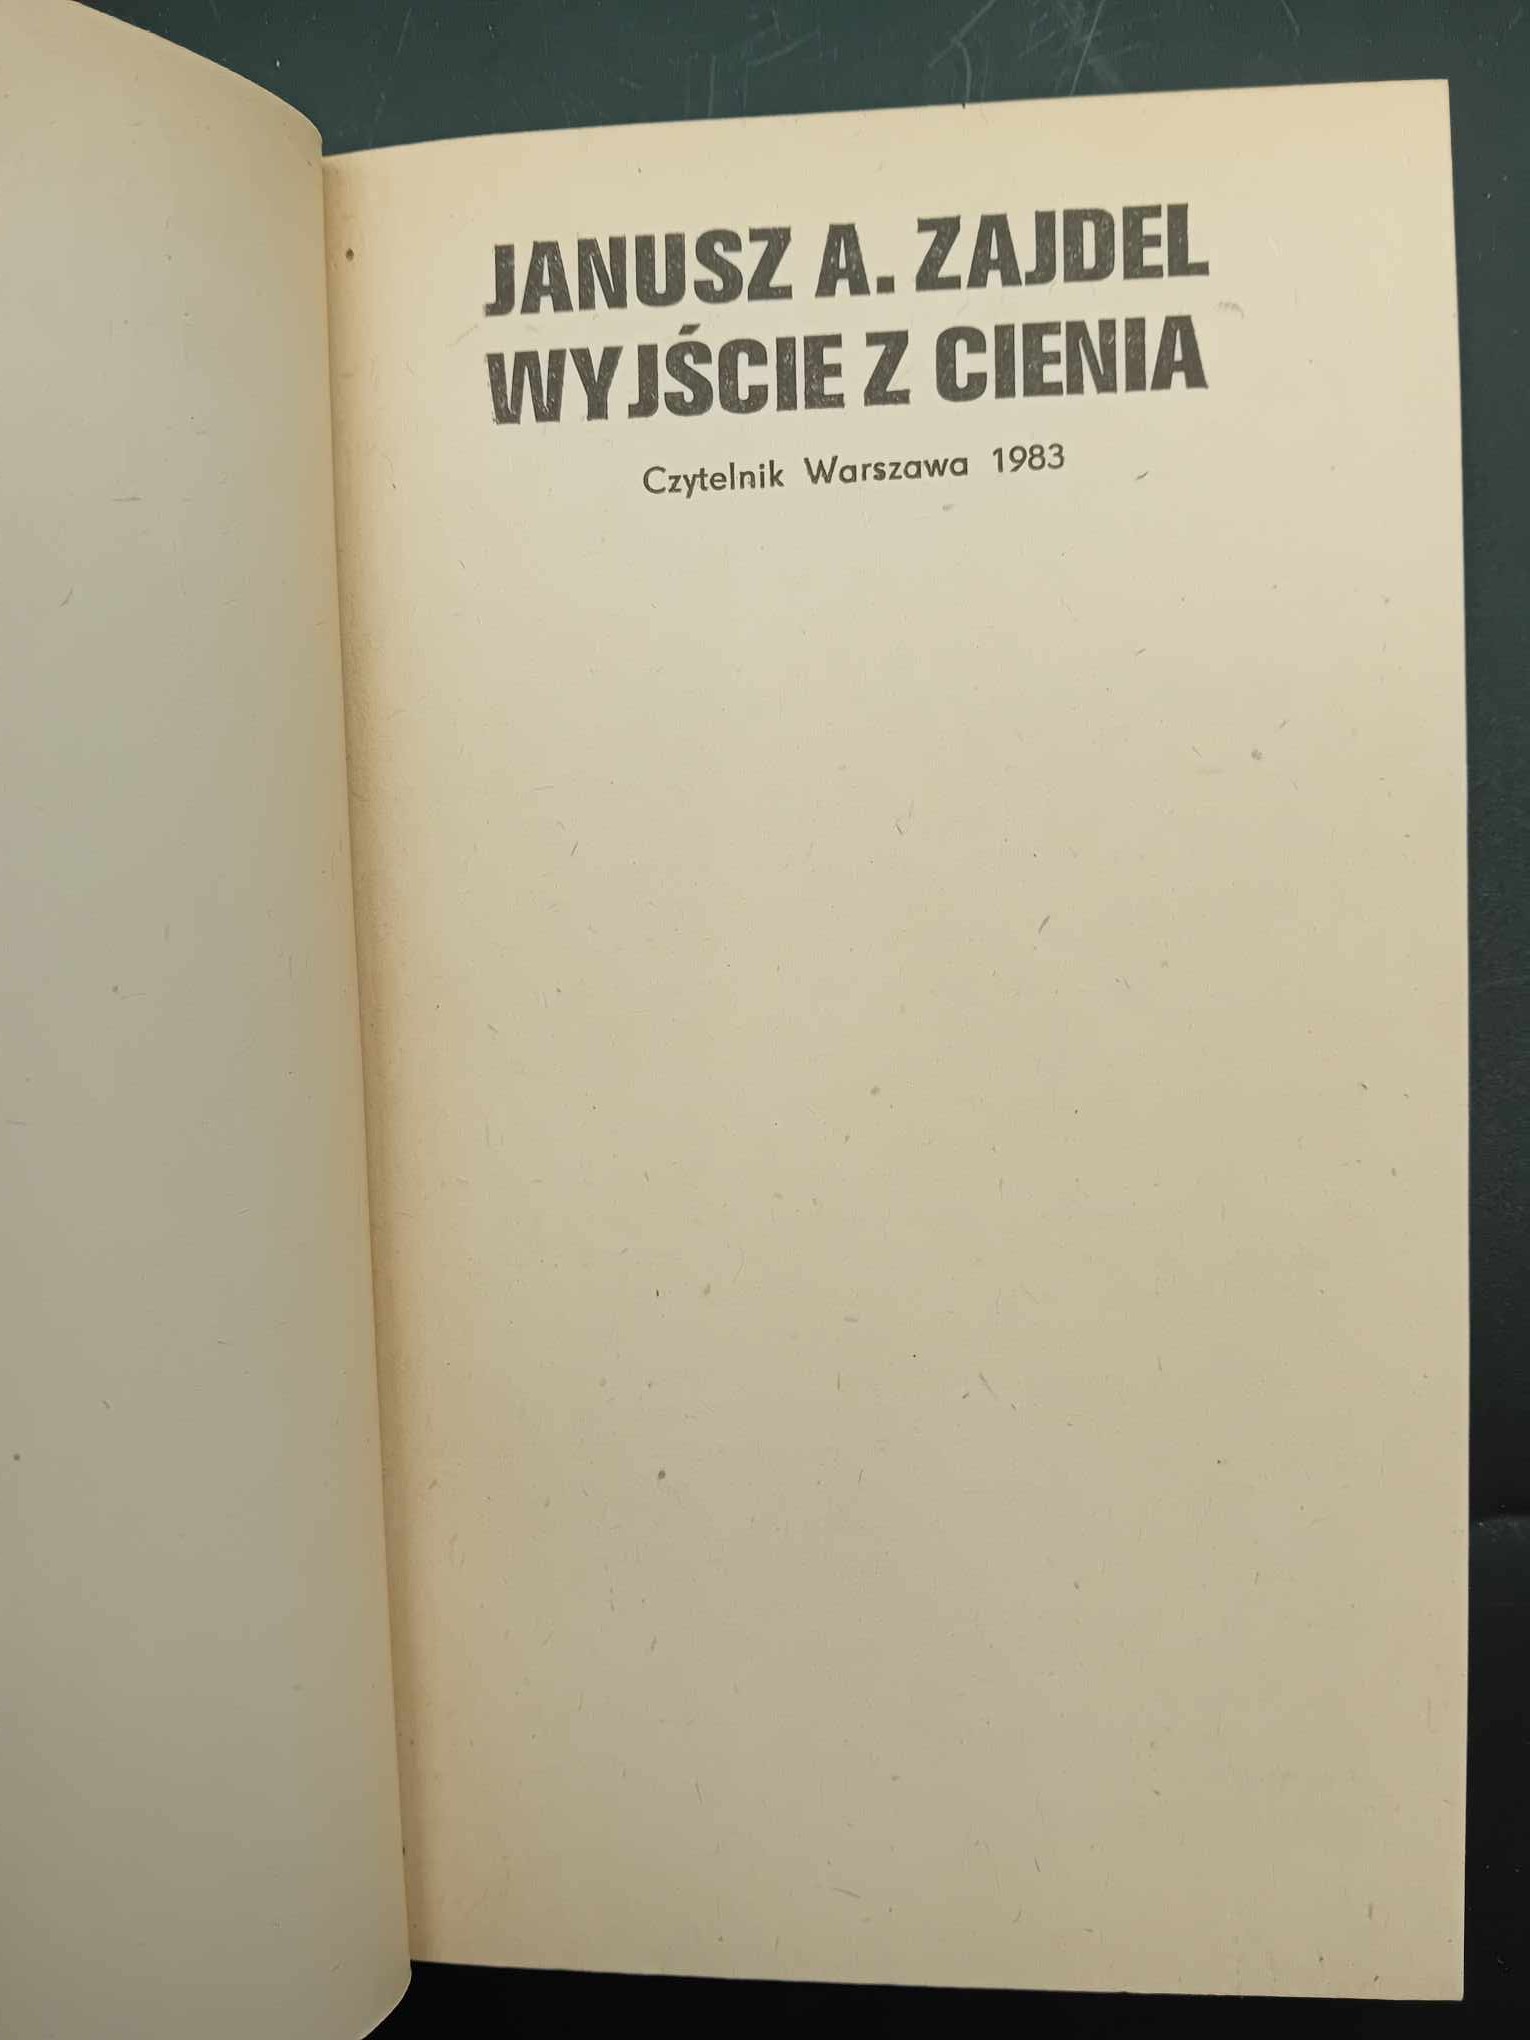 JANUSZ A. ZAJDEL
WYJŚCIE Z CIENIA
Czytelnik Warszawa 1983